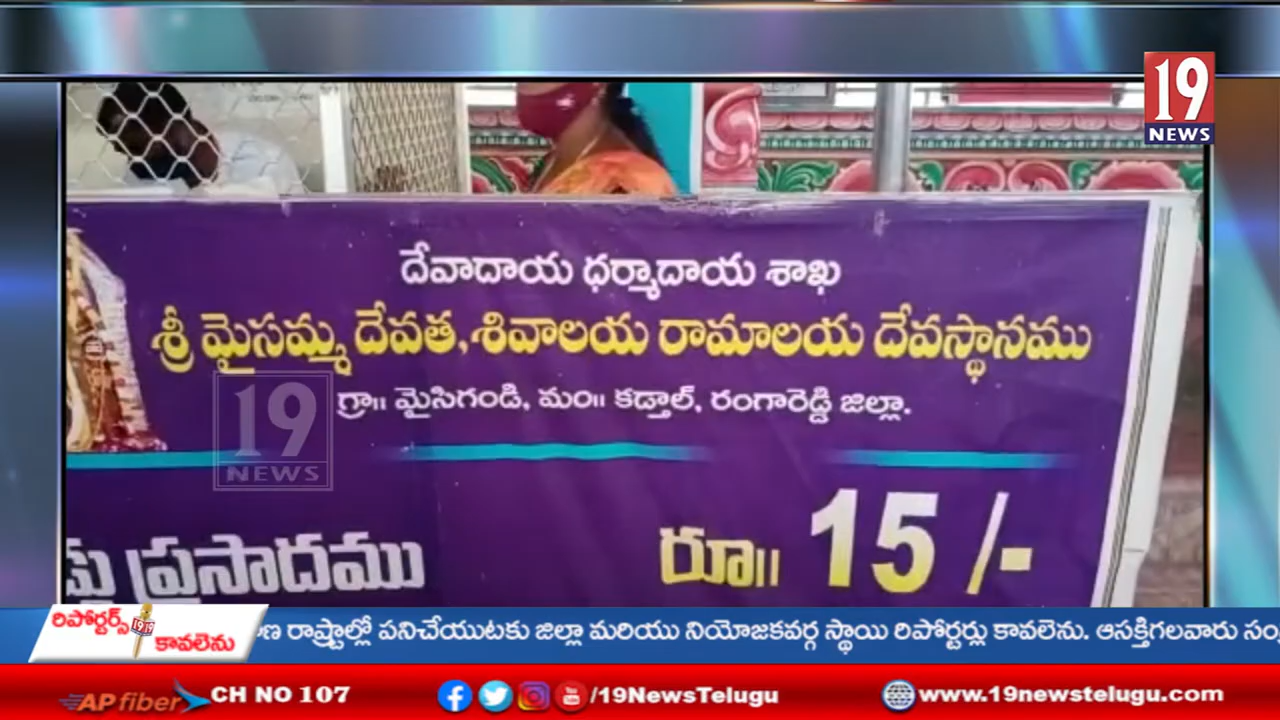 19
NEWS
దేవాదాయ ధర్మాదాయ శాఖ
శ్రీ మైసమ్మ దేవత, శివాలయ రామాలయ దేవస్థానము
గ్రా॥ మైసిగండి, మం॥ కడ్తాల్, రంగారెడ్డి జిల్లా.
19
NEWS
ప్రసాదము రూ॥ 15/-
రిపోర్టర్స్ కావలెను
రాష్ట్రాల్లో పనిచేయుటకు జిల్లా మరియు నియోజకవర్గ స్థాయి రిపోర్టర్లు కావలెను. ఆసక్తిగలవారు
AP fiber CH NO 107 /19NewsTelugu www.19newstelugu.com